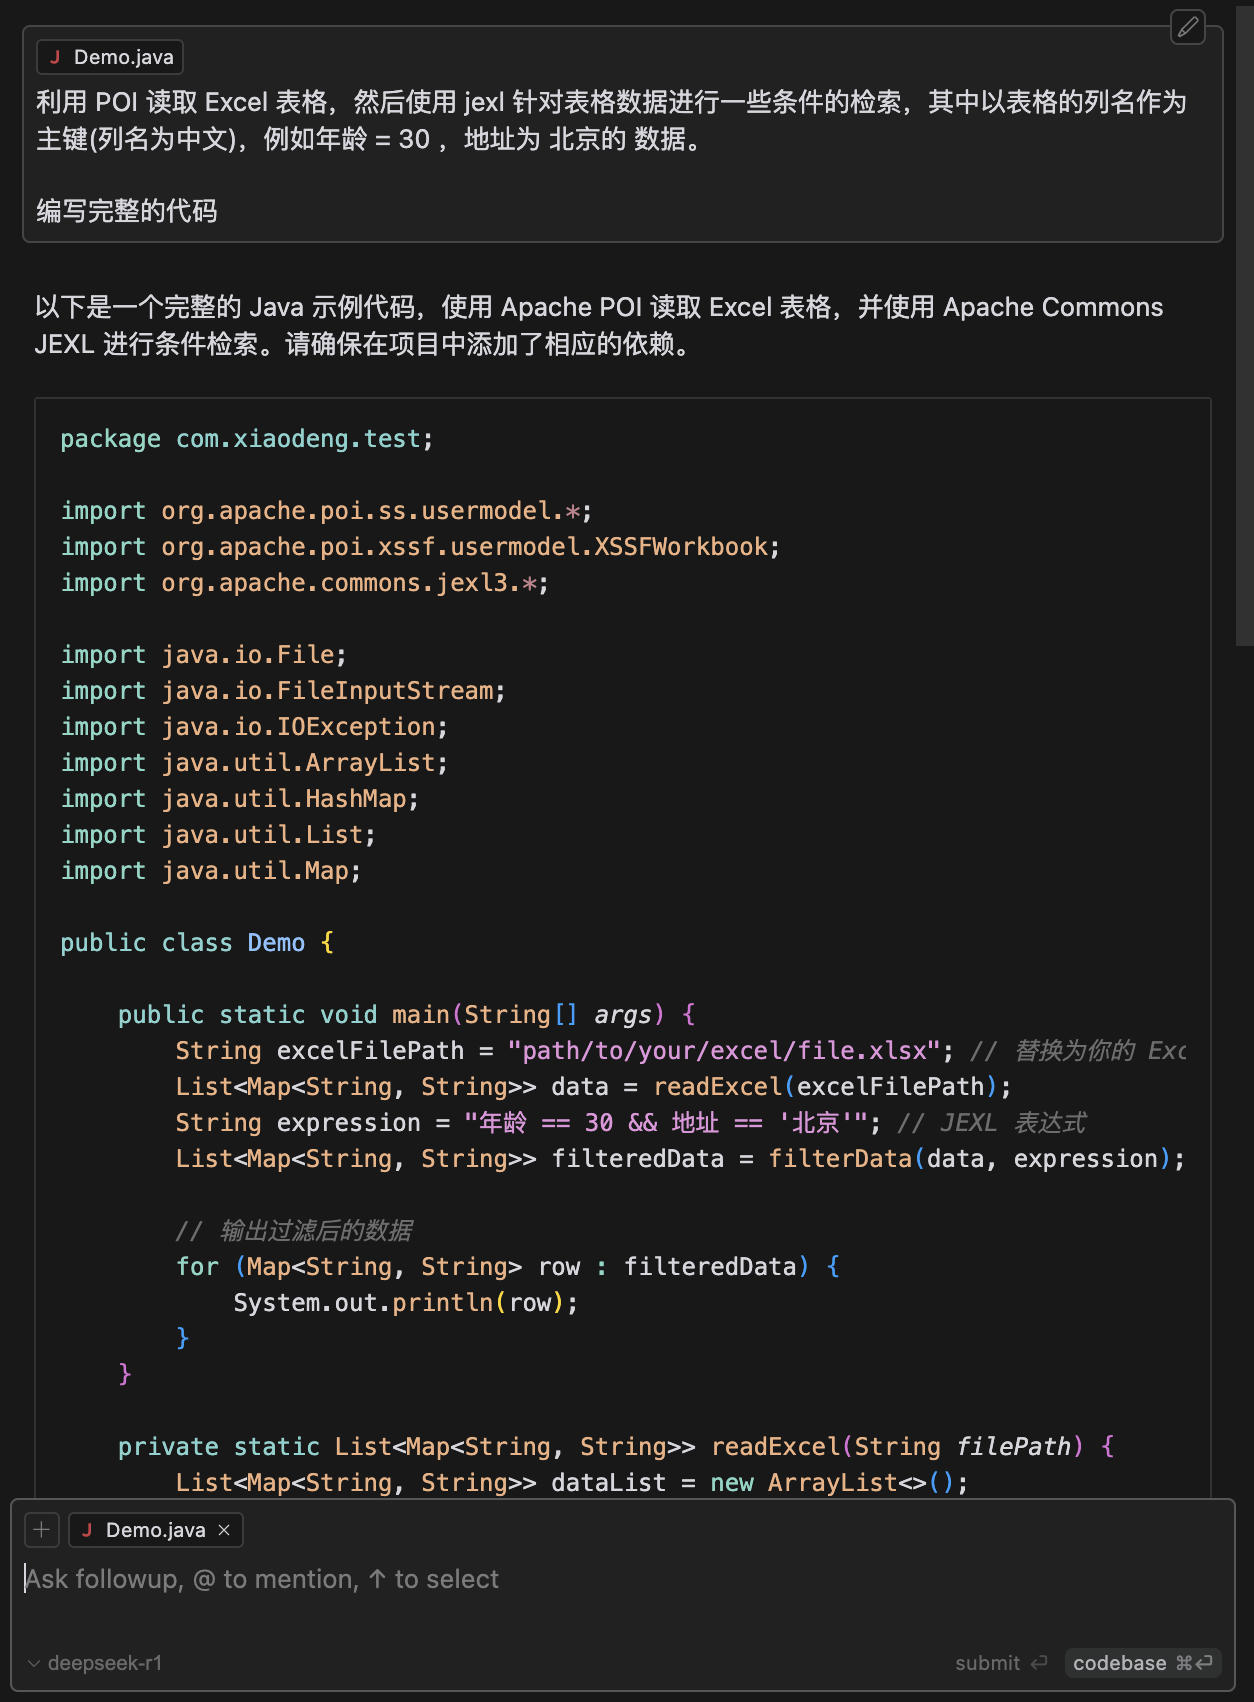 J Demo.java
利用 POI 读取 Excel 表格，然后使用 jexl 针对表格数据进行一些条件的检索，其中以表格的列名作为
主键(列名为中文)，例如年龄 = 30 ，地址为 北京的 数据。
编写完整的代码
以下是一个完整的 Java 示例代码，使用 Apache POI 读取 Excel 表格，并使用 Apache Commons
JEXL 进行条件检索。请确保在项目中添加了相应的依赖。
package com.xiaodeng.test;
import org.apache.poi.ss.usermodel.*;
import org.apache.poi.xssf.usermodel.XSSFWorkbook;
import org.apache.commons.jexl3.*;
import java.io.File;
import java.io.FileInputStream;
import java.io.IOException;
import java.util.ArrayList;
import java.util.HashMap;
import java.util.List;
import java.util.Map;
public class Demo {
public static void main(String[] args) {
String excelFilePath = "path/to/your/excel/file.xlsx"; // 替换为你的 Exc
List<Map<String, String>> data = readExcel(excelFilePath);
String expression = "年龄 == 30 && 地址 == '北京'"; // JEXL 表达式
List<Map<String, String>> filteredData = filterData(data, expression);
// 输出过滤后的数据
for (Map<String, String> row : filteredData) {
System.out.println(row);
}
}
private static List<Map<String, String>> readExcel(String filePath) {
List<Map<String, String>> dataList = new ArrayList<>();
+ J Demo.java ×
Ask followup, @ to mention, ↑ to select
deepseek-r1 submit ⏎ codebase ⌘⏎